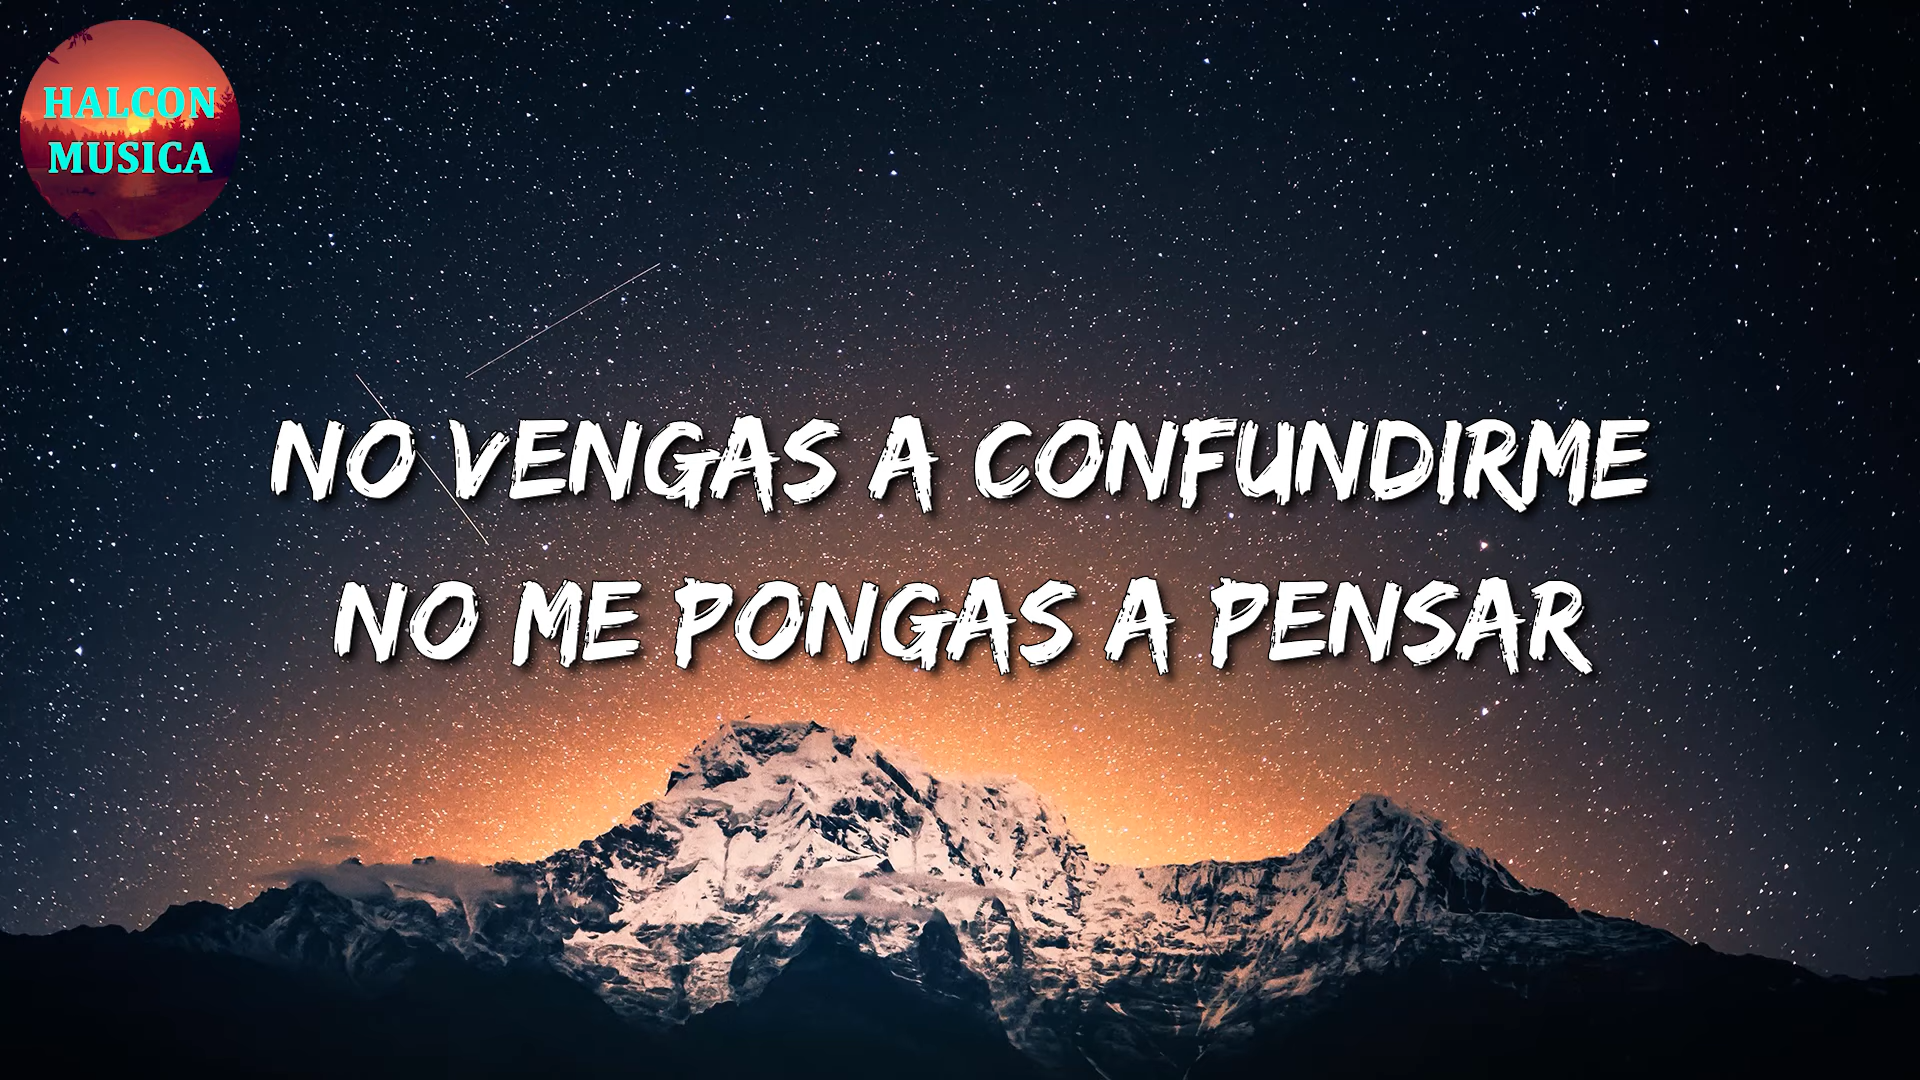 HALCON
MUSICA
NO VENGAS A CONFUNDIRME
NO ME PONGAS A PENSAR